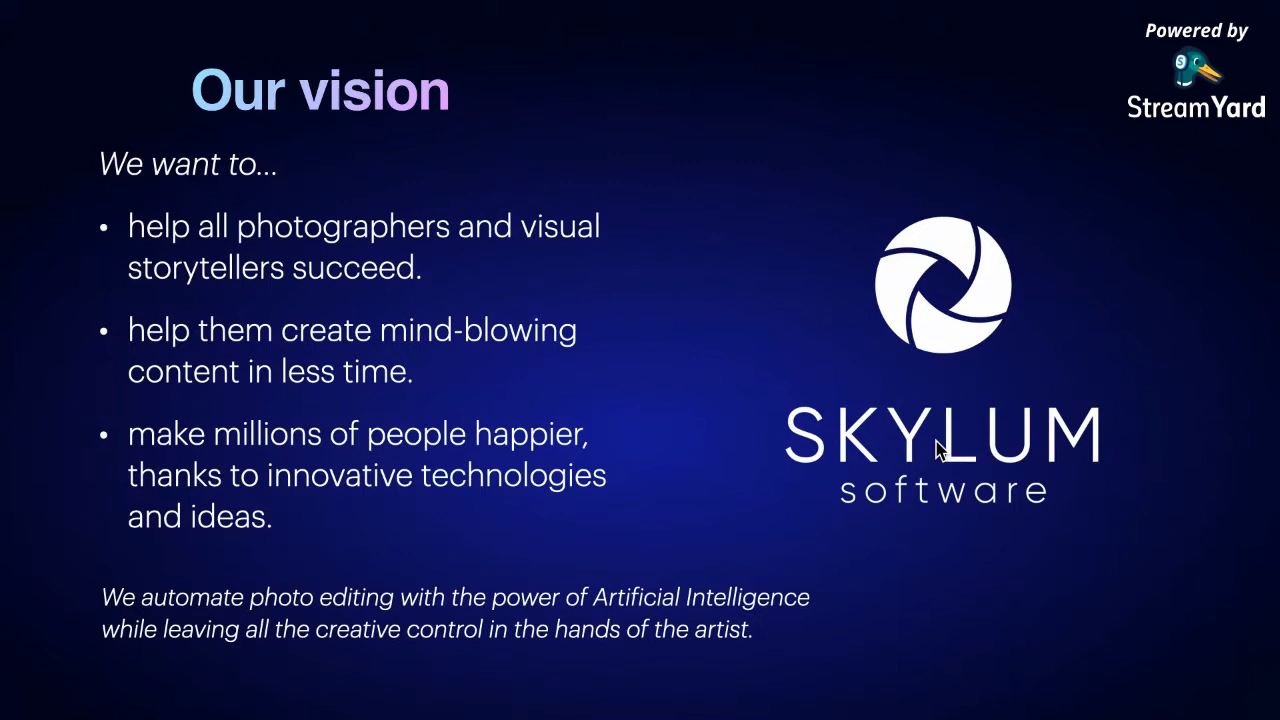 Powered by
StreamYard
Our vision
We want to...
• help all photographers and visual
storytellers succeed.
• help them create mind-blowing
content in less time.
• make millions of people happier,
thanks to innovative technologies
and ideas.
SKYLUM
software
We automate photo editing with the power of Artificial Intelligence
while leaving all the creative control in the hands of the artist.